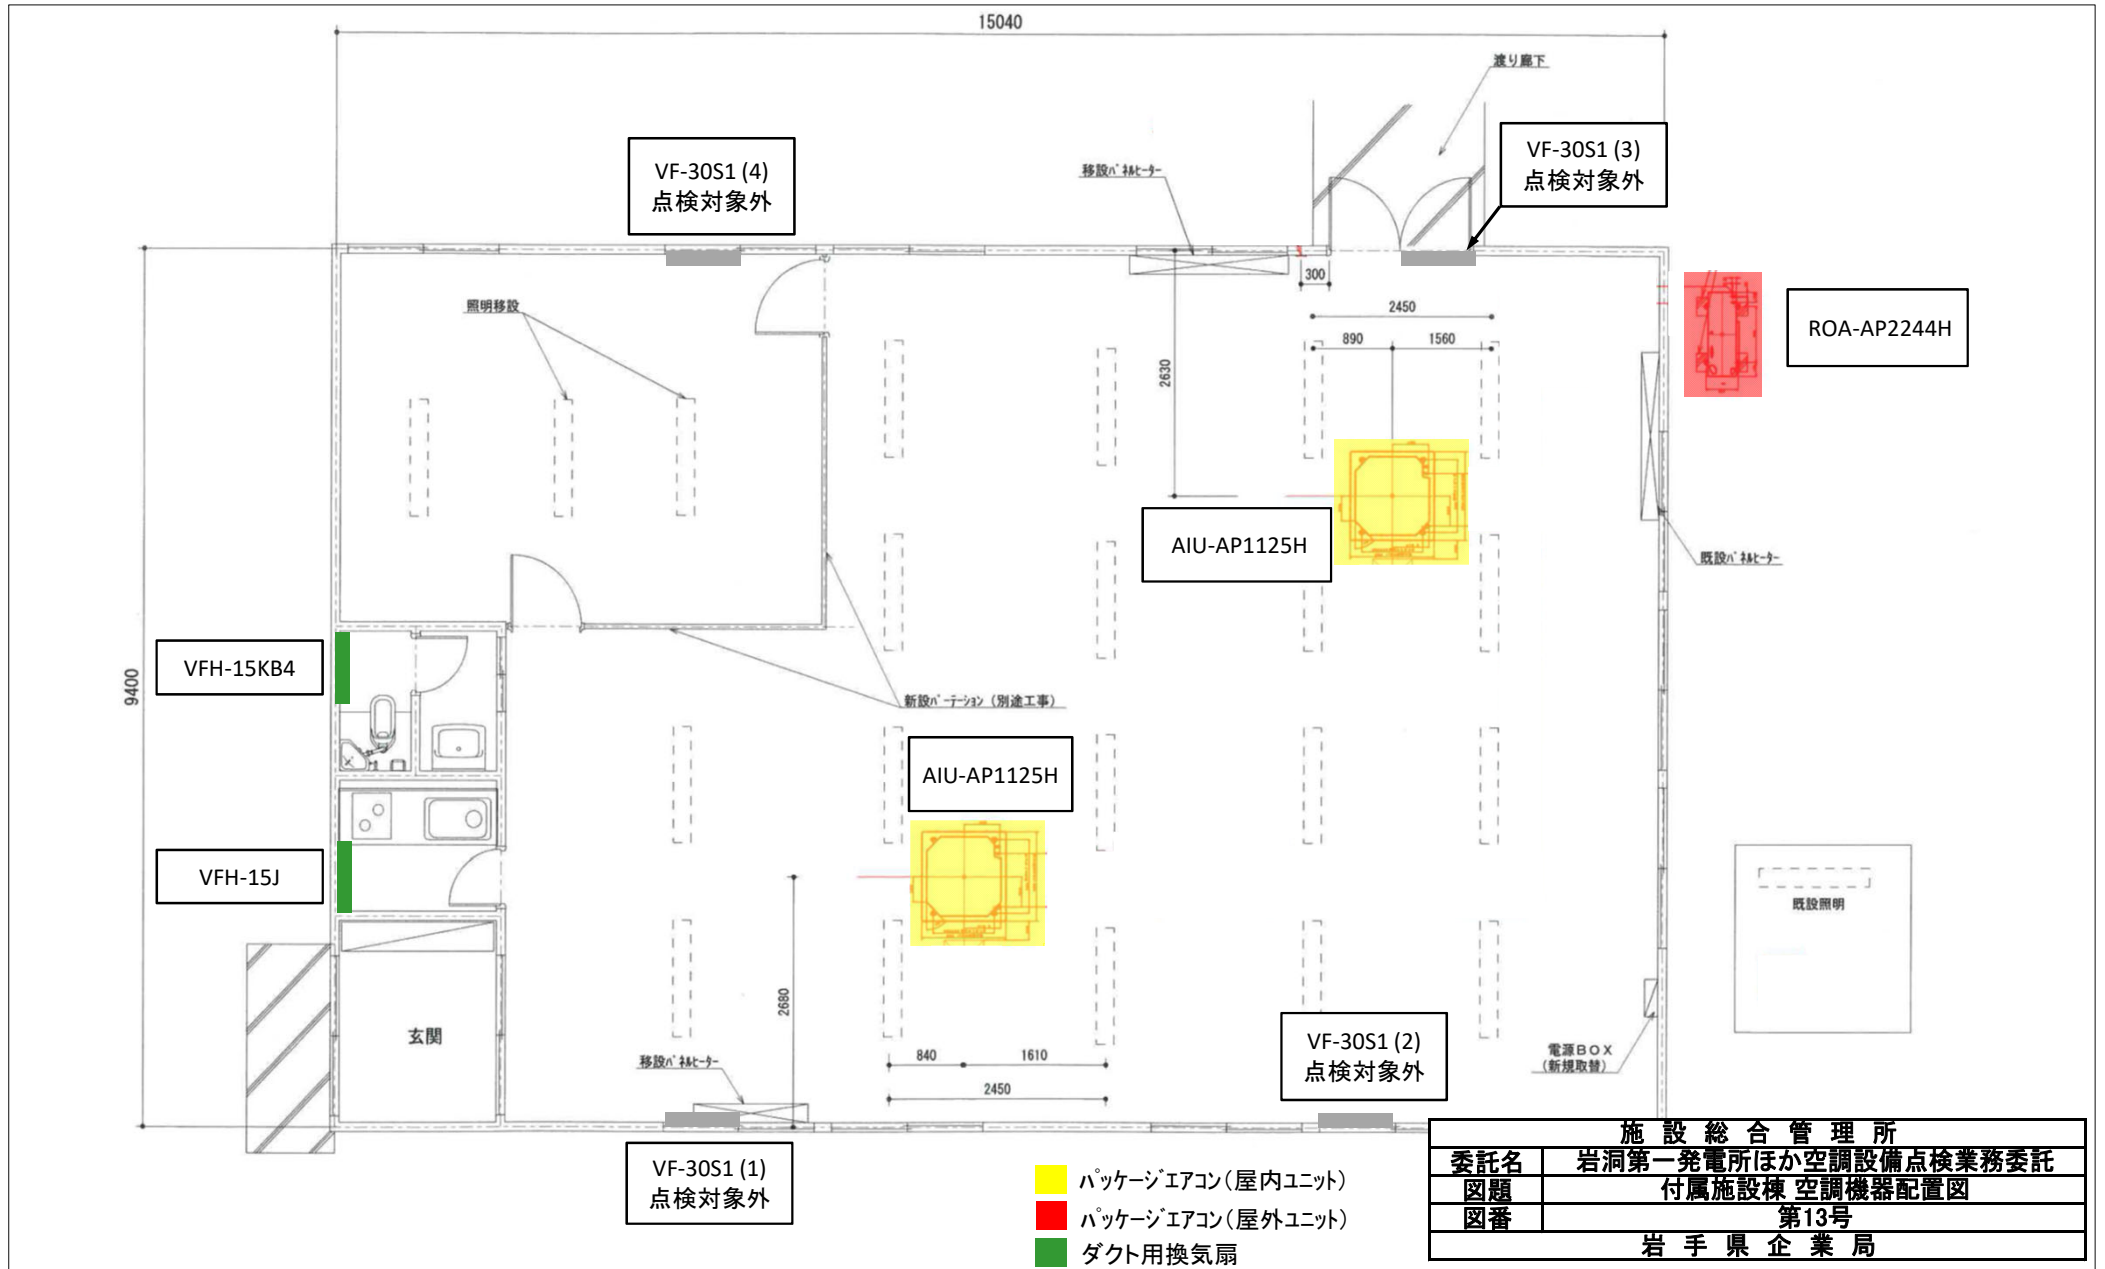 15040
渡り廊下
VF-30S1 (4)
点検対象外
移設ﾊﾟﾈﾙﾋｰﾀｰ
VF-30S1 (3)
点検対象外
300
照明移設
2450
890
1560
2630
ROA-AP2244H
AIU-AP1125H
既設ﾊﾟﾈﾙﾋｰﾀｰ
VFH-15KB4
9400
新設ﾊﾟｰﾃｰｼｮﾝ（別途工事）
AIU-AP1125H
VFH-15J
既設照明
2680
玄関
移設ﾊﾟﾈﾙﾋｰﾀｰ
840
1610
2450
VF-30S1 (2)
点検対象外
電源ＢＯＸ
（新規取替）
VF-30S1 (1)
点検対象外
パッケージエアコン（屋内ユニット）
パッケージエアコン（屋外ユニット）
ダクト用換気扇
施設総合管理所
委託名 岩洞第一発電所ほか空調設備点検業務委託
図題 付属施設棟 空調機器配置図
図番 第13号
岩手県企業局